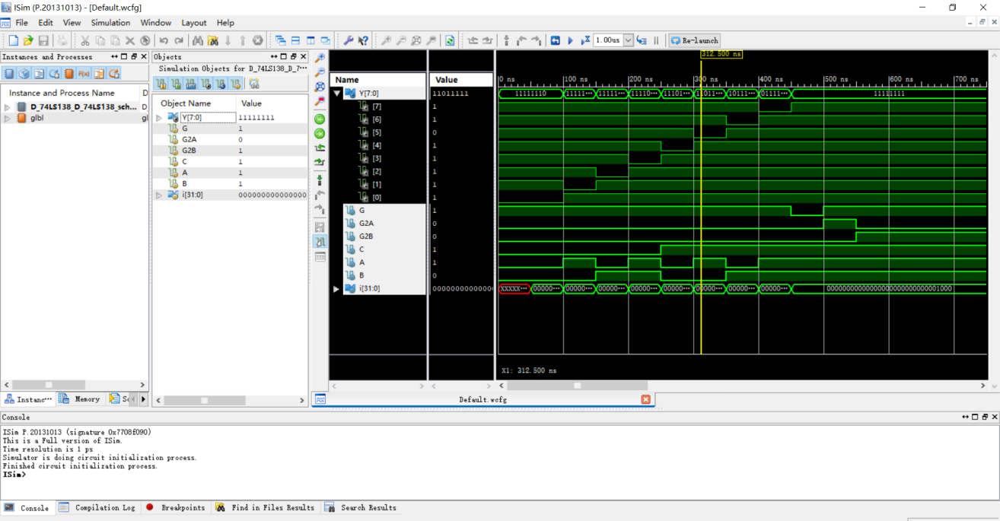 ISim (P.20131013) - [Default.wcfg]
File Edit View Simulation Window Layout Help
1.00us Re-launch
Instances and Processes
Instance and Process Name D
D_74LS138_D_74LS138_sch... D
glbl gl
Instanc··· Memory
Objects
Simulation Objects for D_74LS138_D_7···
Object Name Value
Y[7:0] 11111111
G 1
G2A 0
G2B 1
C 1
A 1
B 1
i[31:0] 000000000000000
Name Value
Y[7:0] 11011111
[7] 1
[6] 1
[5] 0
[4] 1
[3] 1
[2] 1
[1] 1
[0] 1
G 1
G2A 0
G2B 0
C 1
A 1
B 0
i[31:0] 00000000000000
312.500 ns
0 ns 100 ns 200 ns 300 ns 400 ns 500 ns 600 ns 700 ns
11111110 11111··· 11111··· 11110··· 11101··· 11011··· 10111··· 01111··· 11111111
XXXXX··· 00000··· 00000··· 00000··· 00000··· 00000··· 00000··· 00000··· 00000··· 00000000000000000000000000001000
X1: 312.500 ns
Default.wcfg
Console
ISim P.20131013 (signature 0x7708f090)
This is a Full version of ISim.
Time resolution is 1 ps
Simulator is doing circuit initialization process.
Finished circuit initialization process.
ISim>
Console Compilation Log Breakpoints Find in Files Results Search Results